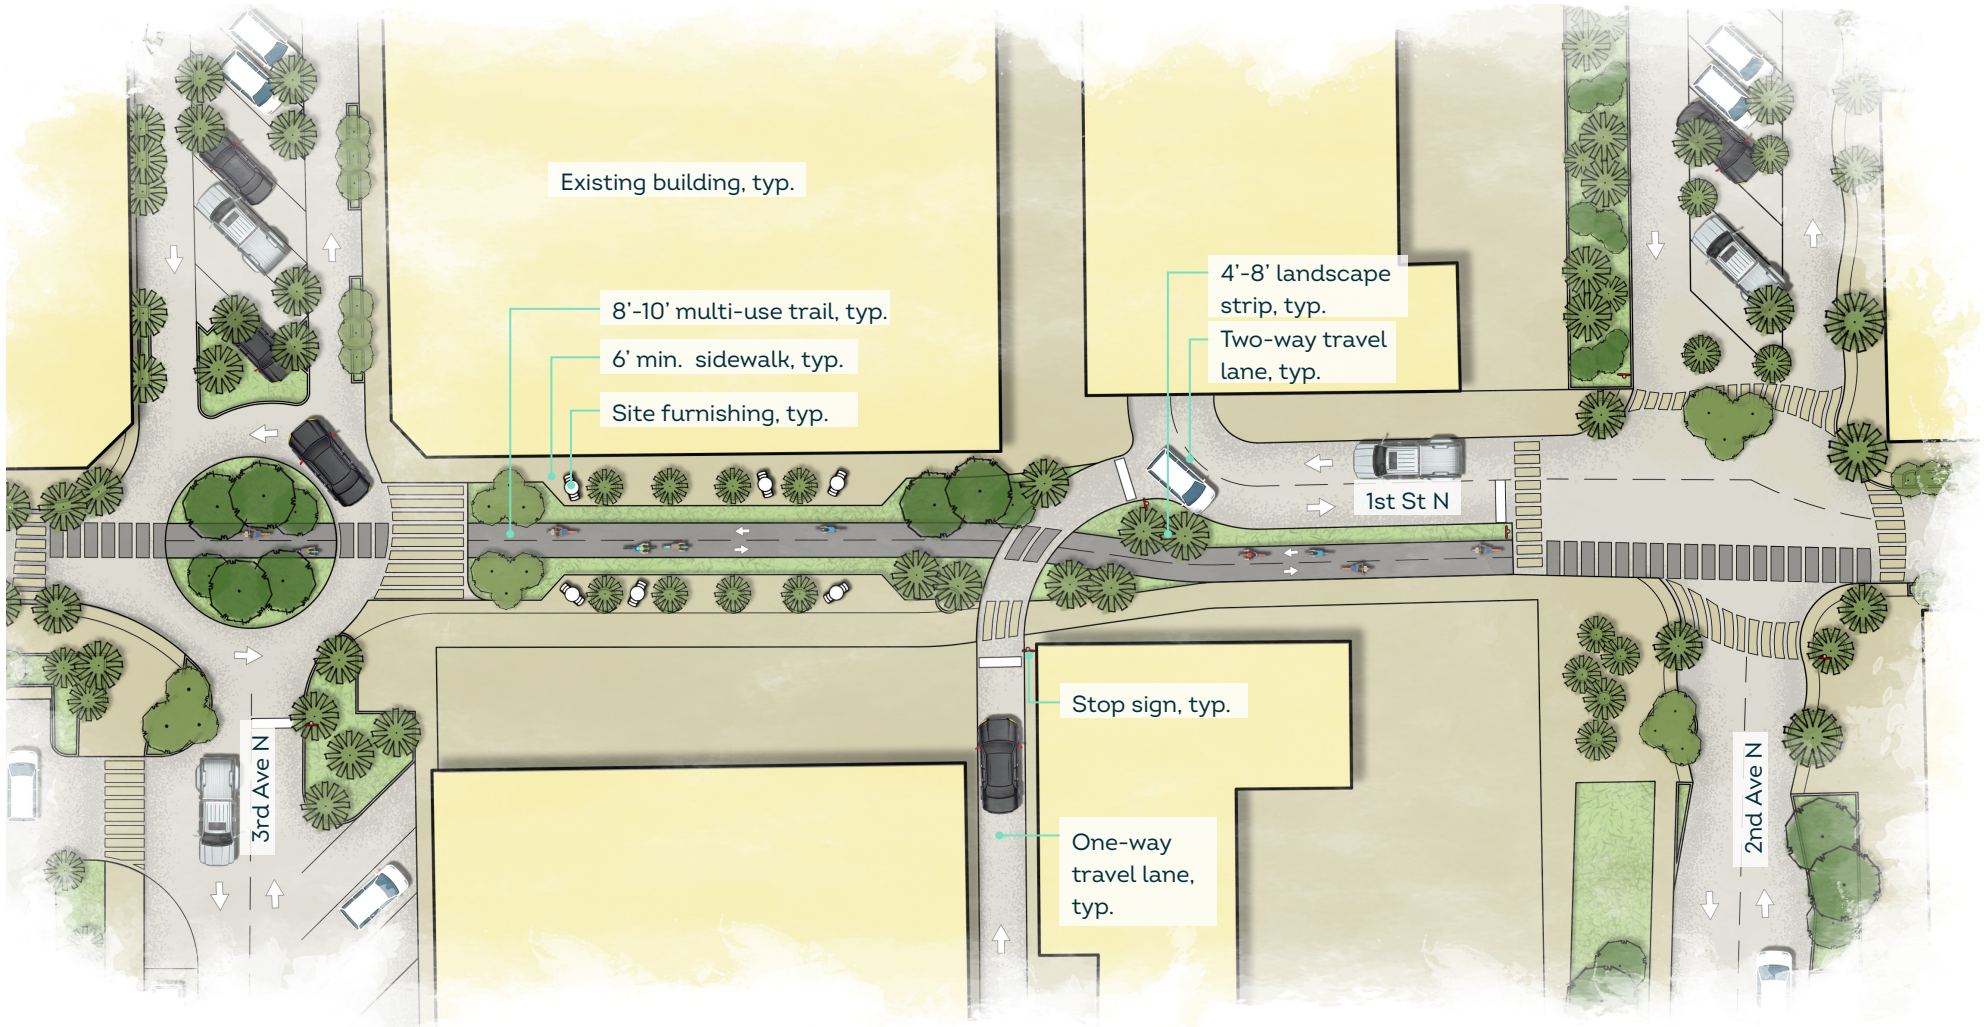 Existing building, typ.
8'-10' multi-use trail, typ.
6' min. sidewalk, typ.
Site furnishing, typ.
4'-8' landscape
strip, typ.
Two-way travel
lane, typ.
1st St N
Stop sign, typ.
3rd Ave N
2nd Ave N
One-way
travel lane,
typ.